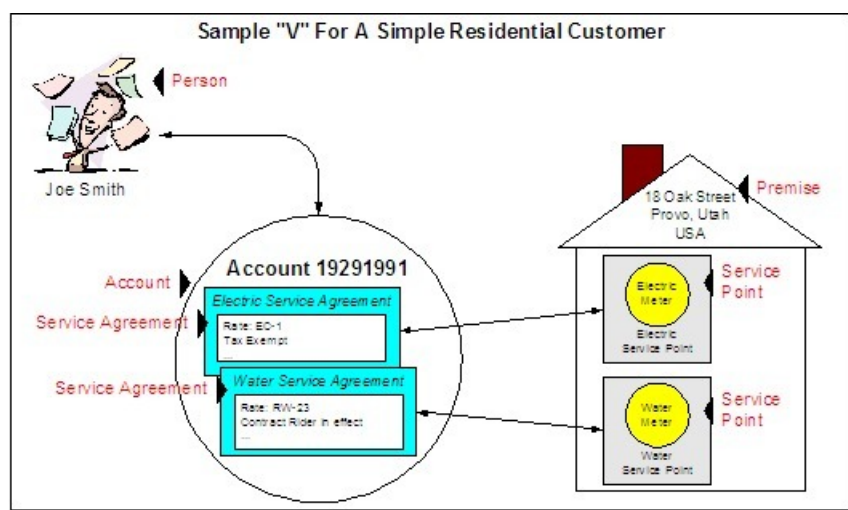 Sample "V" For A Simple Residential Customer
Person
Joe Smith
Premise
18 Oak Street
Provo, Utah
USA
Account 19291991
Account
Electric Service Agreement
Service Agreement
Rate: EC-1
Tax Exempt
...
Service Agreement
Water Service Agreement
Rate: RW-23
Contract Rider in effect
...
Service
Point
Electric
Meter
Electric
Service Point
Service
Point
Water
Meter
Water
Service Point